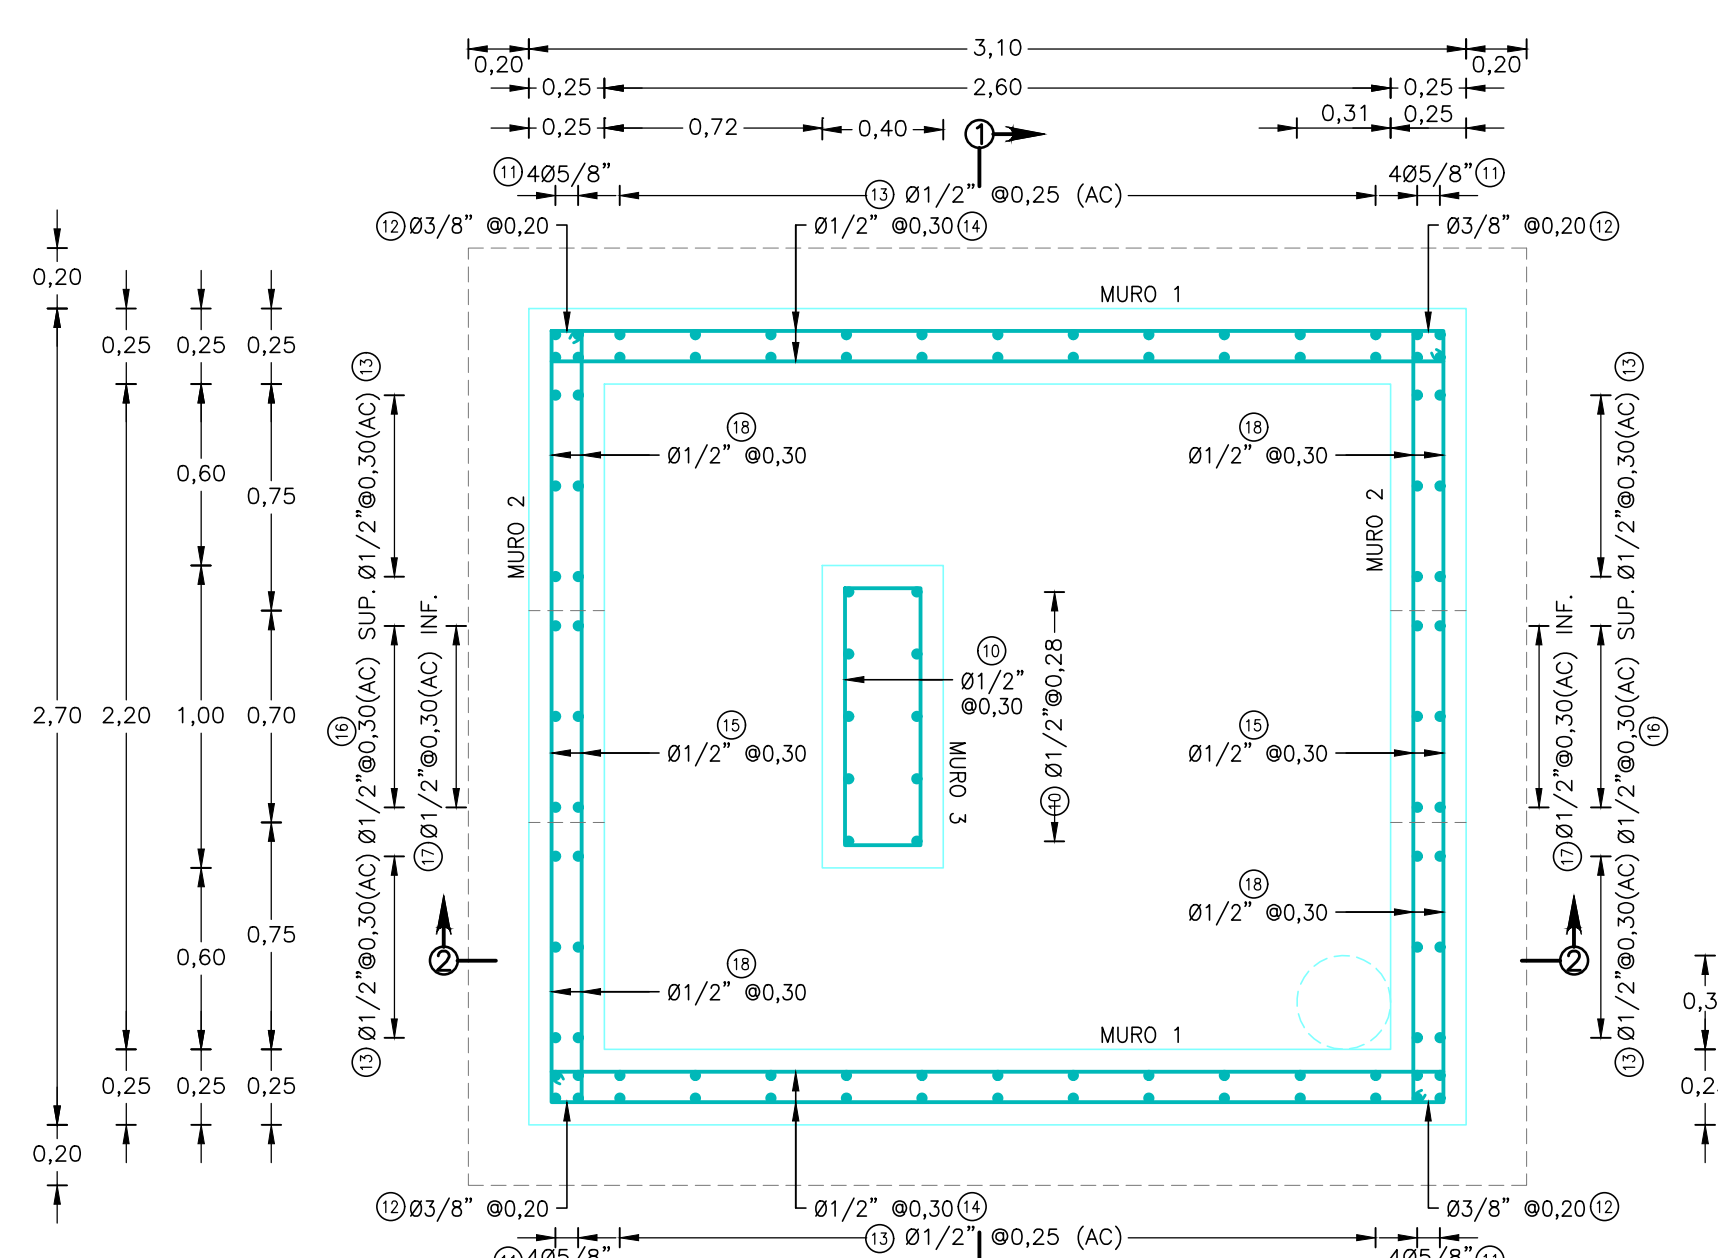 3,10
0,20
0,20
0,25
2,60
0,25
0,25
0,72
0,40
1
0,31
0,25
11 4Ø5/8”
4Ø5/8” 11
13 Ø1/2” @0,25 (AC)
12 Ø3/8” @0,20
Ø1/2” @0,30 14
Ø3/8” @0,20 12
0,20
MURO 1
0,25
0,25
0,25
Ø1/2”@0,30(AC) 13
Ø1/2”@0,30(AC) 13
18
Ø1/2” @0,30
18
Ø1/2” @0,30
0,60
0,75
MURO 2
MURO 2
SUP.
INF.
INF.
SUP.
2,70
2,20
1,00
0,70
16 Ø1/2”@0,30(AC)
17 Ø1/2”@0,30(AC)
10
Ø1/2”
@0,30
10 Ø1/2”@0,28
MURO 3
15
Ø1/2” @0,30
15
Ø1/2” @0,30
17 Ø1/2”@0,30(AC)
Ø1/2”@0,30(AC) 16
18
Ø1/2” @0,30
0,60
0,75
13 Ø1/2”@0,30(AC)
13 Ø1/2”@0,30(AC)
2
2
18
Ø1/2” @0,30
MURO 1
0,25
0,25
0,25
0,20
12 Ø3/8” @0,20
Ø1/2” @0,30 14
Ø3/8” @0,20 12
13 Ø1/2” @0,25 (AC)
11 4Ø5/8”
4Ø5/8” 11